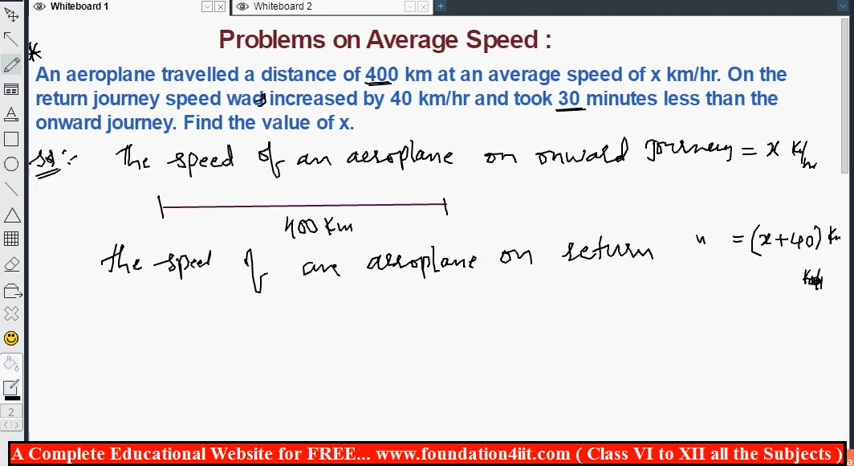 Whiteboard 1 Whiteboard 2
Problems on Average Speed :
*
An aeroplane travelled a distance of 400 km at an average speed of x km/hr. On the
return journey speed was increased by 40 km/hr and took 30 minutes less than the
onward journey. Find the value of x.
Sol:- The speed of an aeroplane on onward Journey = x K/hr
400 Km
The speed of an aeroplane on return " = (x+40) Km
2
A Complete Educational Website for FREE... www.foundation4iit.com ( Class VI to XII all the Subjects )